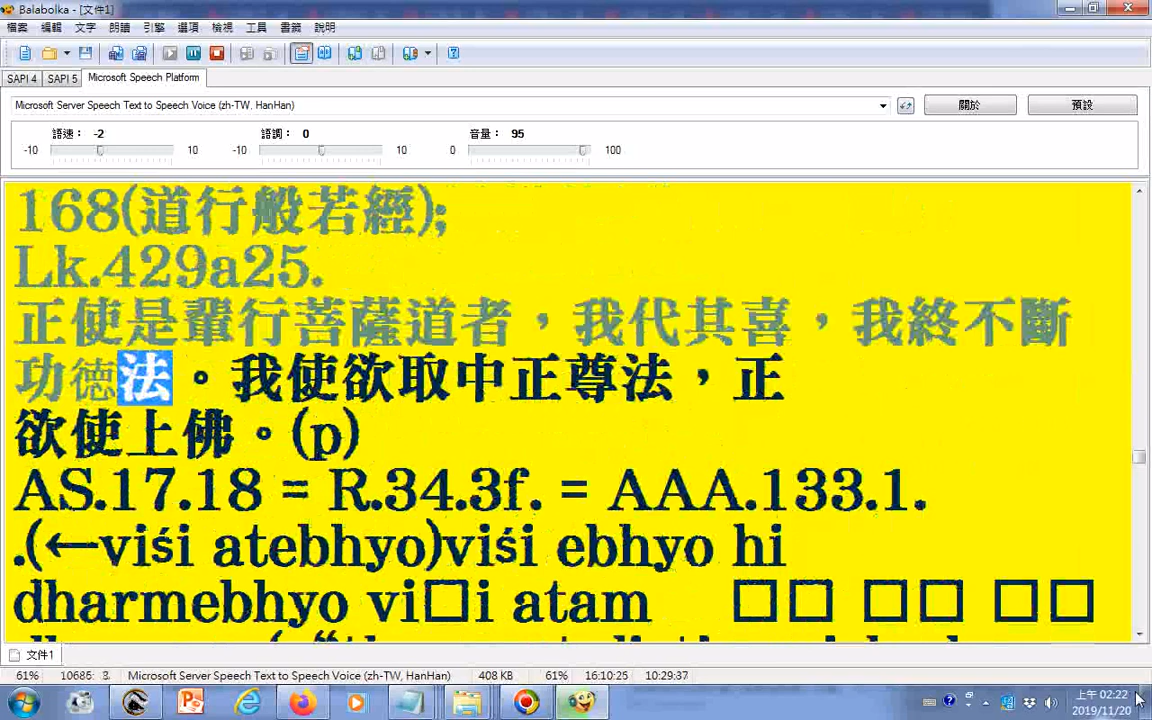 Balabolka - [文件1]
檔案 編輯 文字 朗讀 引擎 選項 檢視 工具 書籤 說明
SAPI 4 SAPI 5 Microsoft Speech Platform
Microsoft Server Speech Text to Speech Voice (zh-TW, HanHan) 關於 預設
語速： -2 語調： 0 音量： 95
-10 10 -10 10 0 100
168(道行般若經);
Lk.429a25.
正使是輩行菩薩道者，我代其喜，我終不斷
功德法。我使欲取中正尊法，正
欲使上佛。(p)
AS.17.18 = R.34.3f. = AAA.133.1.
.(←viśi atebhyo)viśi ebhyo hi
dharmebhyo vi□i atam □□ □□ □□
文件1
61% 10685: 3. Microsoft Server Speech Text to Speech Voice (zh-TW, HanHan) 408 KB 61% 16:10:25 10:29:37
上午 02:22
2019/11/20